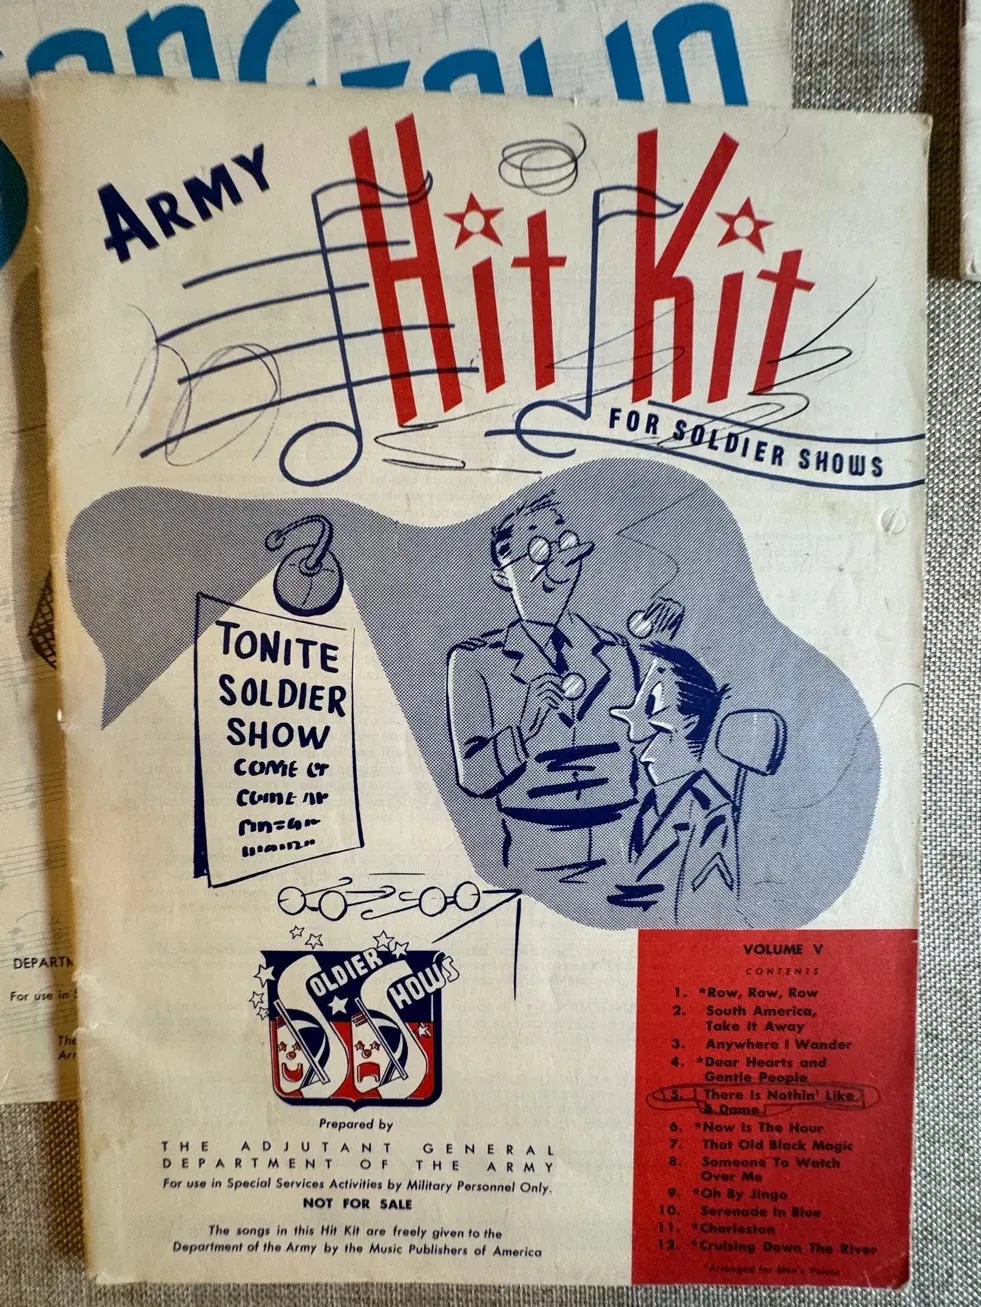 ARMY
Hit Kit
FOR SOLDIER SHOWS
TONITE
SOLDIER
SHOW
COME
SOLDIER
SHOWS
Prepared by
THE ADJUTANT GENERAL
DEPARTMENT OF THE ARMY
For use in Special Services Activities by Military Personnel Only.
NOT FOR SALE
The songs in this Hit Kit are freely given to the
Department of the Army by the Music Publishers of America
VOLUME V
CONTENTS
1. *Row, Row, Row
2. South America,
Take It Away
3. Anywhere I Wander
4. *Dear Hearts and
Gentle People
5. There Is Nothin' Like
A Dame
6. *Now Is The Hour
7. That Old Black Magic
8. Someone To Watch
Over Me
9. *Oh By Jingo
10. Serenade In Blue
11. *Charleston
12. *Cruising Down The River
*Arranged for Men's Voices
For use in
The